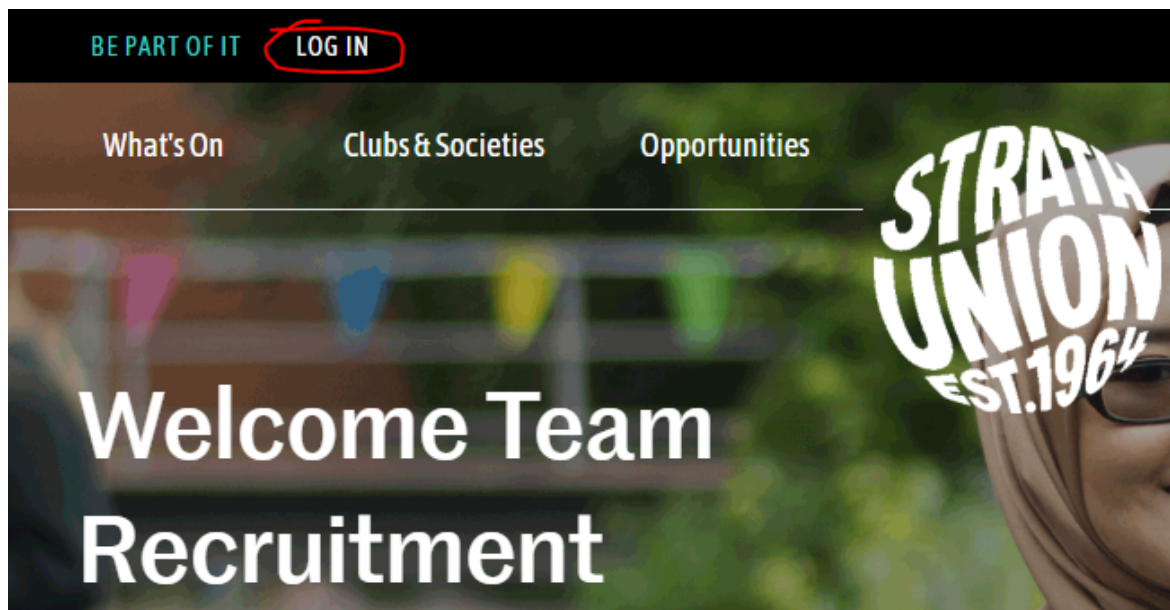 BE PART OF IT LOG IN
What's On Clubs & Societies Opportunities
STRATH
UNION
EST.1964
Welcome Team
Recruitment